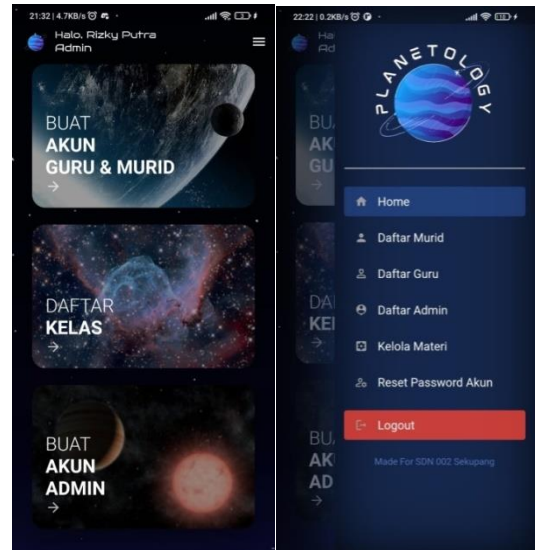 21:32 | 4.7KB/s
Halo, Rizky Putra
Admin
BUAT
AKUN
GURU & MURID
DAFTAR
KELAS
BUAT
AKUN
ADMIN
22:22 | 0.2KB/s
PLANETOLOGY
Home
Daftar Murid
Daftar Guru
Daftar Admin
Kelola Materi
Reset Password Akun
Logout
Made For SDN 002 Sekupang